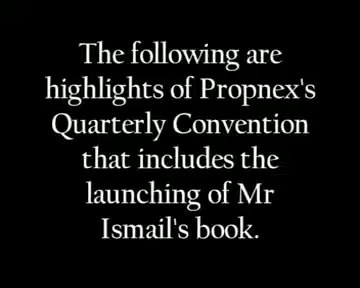 The following are
highlights of Propnex's
Quarterly Convention
that includes the
launching of Mr
Ismail's book.